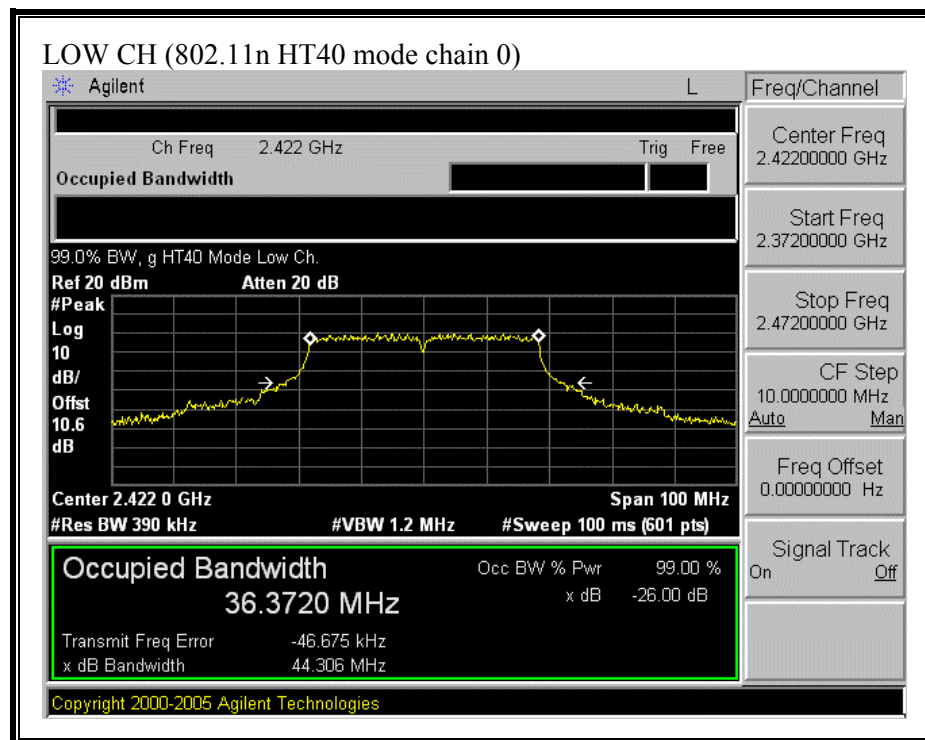 LOW CH (802.11n HT40 mode chain 0)
Agilent L Freq/Channel
Ch Freq 2.422 GHz Trig Free
Occupied Bandwidth
99.0% BW, g HT40 Mode Low Ch.
Ref 20 dBm Atten 20 dB
#Peak
Log
10
dB/
Offst
10.6
dB
Center 2.422 0 GHz Span 100 MHz
#Res BW 390 kHz #VBW 1.2 MHz #Sweep 100 ms (601 pts)
Occupied Bandwidth Occ BW % Pwr 99.00 %
36.3720 MHz x dB -26.00 dB
Transmit Freq Error -46.675 kHz
x dB Bandwidth 44.306 MHz
Copyright 2000-2005 Agilent Technologies
Center Freq
2.42200000 GHz
Start Freq
2.37200000 GHz
Stop Freq
2.47200000 GHz
CF Step
10.0000000 MHz
Auto Man
Freq Offset
0.00000000 Hz
Signal Track
On Off